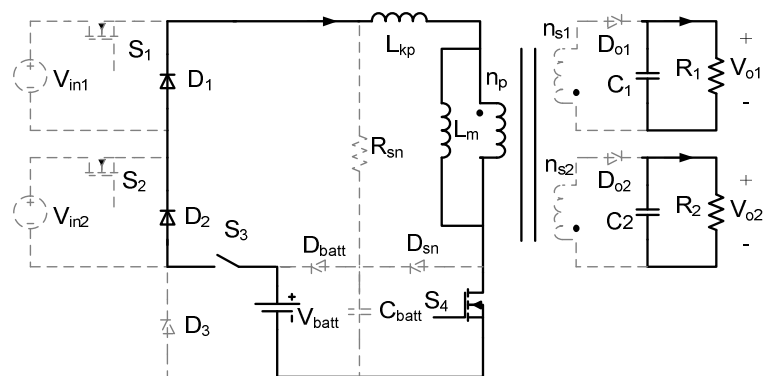 S1
Vin1
D1
Lkp
np
Lm
Rsn
ns1
Do1
C1
R1
+
Vo1
-
S2
Vin2
D2
S3
Dbatt
Dsn
ns2
Do2
C2
R2
+
Vo2
-
D3
+
-
Vbatt
Cbatt
S4